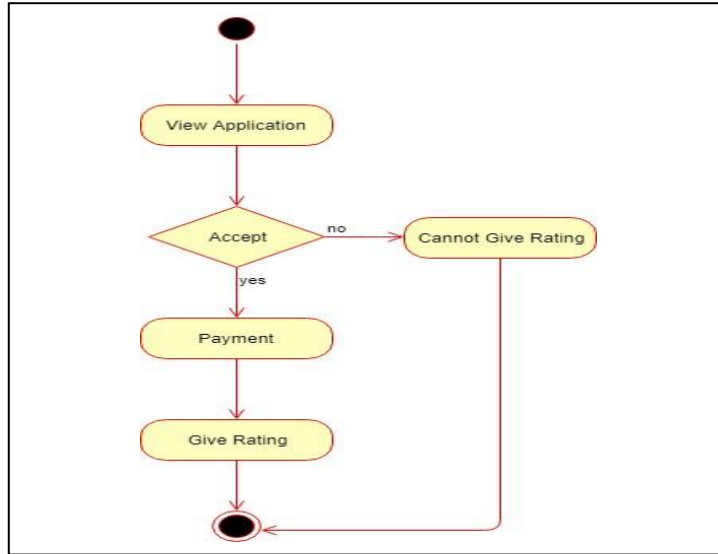 View Application
Accept
no
Cannot Give Rating
yes
Payment
Give Rating